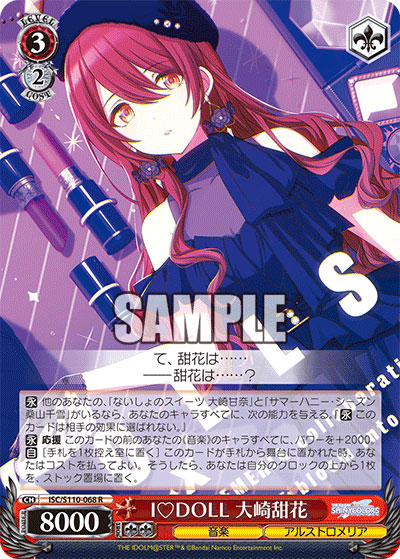 LEVEL
3
2
COST
SAMPLE
L S
て、甜花は……
――甜花は……?
永 他のあなたの、「ないしょのスイーツ 大崎甘奈」と「サマーハニー・シーズン
桑山千雪」がいるなら、あなたのキャラすべてに、次の能力を与える。『永 この
カードは相手の効果に選ばれない。』
永 応援 このカードの前のあなたの《音楽》のキャラすべてに、パワーを+2000。
自 [手札を1枚控室に置く] このカードが手札から舞台に置かれた時、あな
たはコストを払ってよい。そうしたら、あなたは自分のクロックの上から1枚
を、ストック置場に置く。
CH ISC/S110-068 R
8000
I♡DOLL 大崎甜花
SHINYCOLORS
音楽
アルストロメリア
THE IDOLM@STER™& ©Bandai Namco Entertainment Inc.